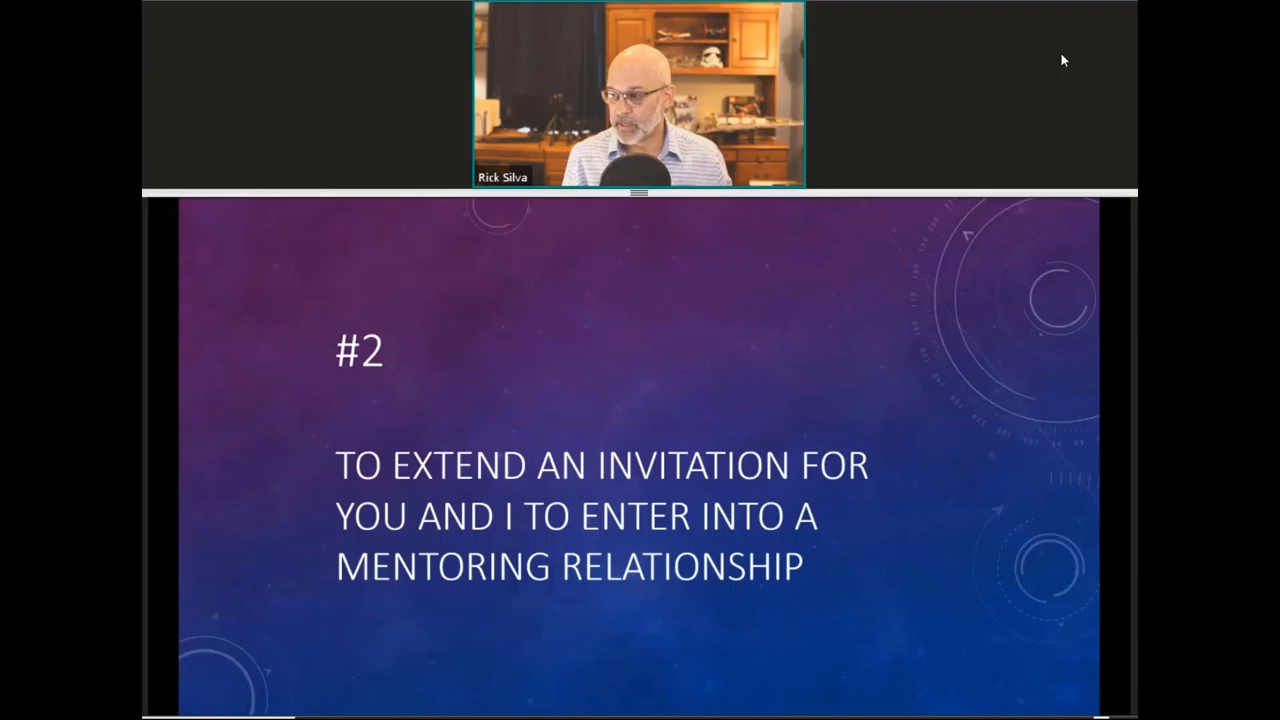 Rick Silva
#2
TO EXTEND AN INVITATION FOR
YOU AND I TO ENTER INTO A
MENTORING RELATIONSHIP